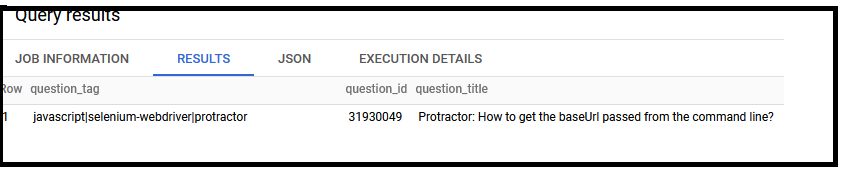 Query results
JOB INFORMATION RESULTS JSON EXECUTION DETAILS
Row question_tag question_id question_title
1 javascript|selenium-webdriver|protractor 31930049 Protractor: How to get the baseUrl passed from the command line?